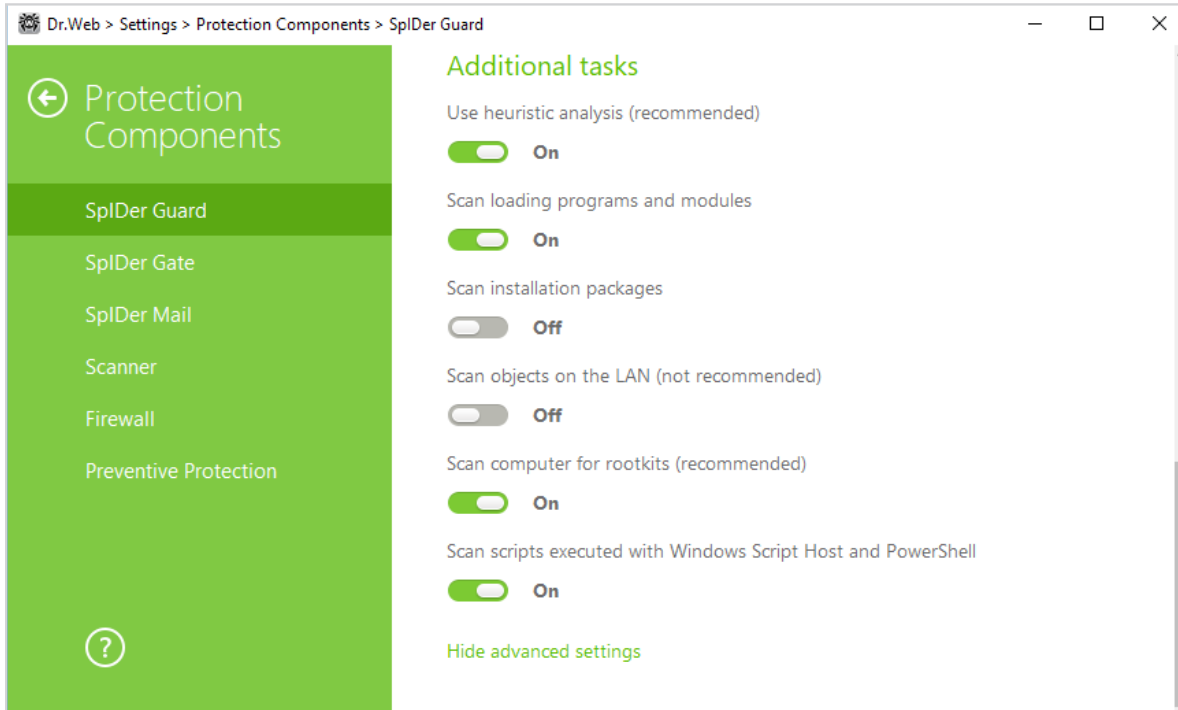 Dr.Web > Settings > Protection Components > SpIDer Guard
Protection
Components
SpIDer Guard
SpIDer Gate
SpIDer Mail
Scanner
Firewall
Preventive Protection
?
Additional tasks
Use heuristic analysis (recommended)
On
Scan loading programs and modules
On
Scan installation packages
Off
Scan objects on the LAN (not recommended)
Off
Scan computer for rootkits (recommended)
On
Scan scripts executed with Windows Script Host and PowerShell
On
Hide advanced settings